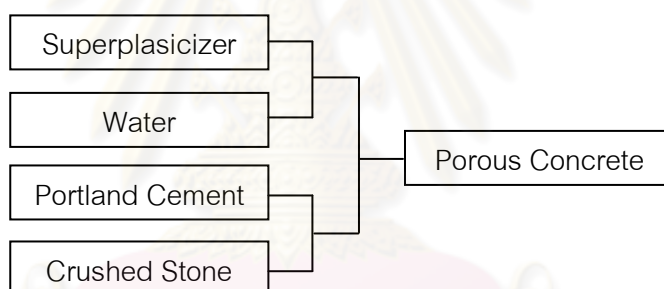 Superplasicizer
Water
Portland Cement
Crushed Stone
Porous Concrete